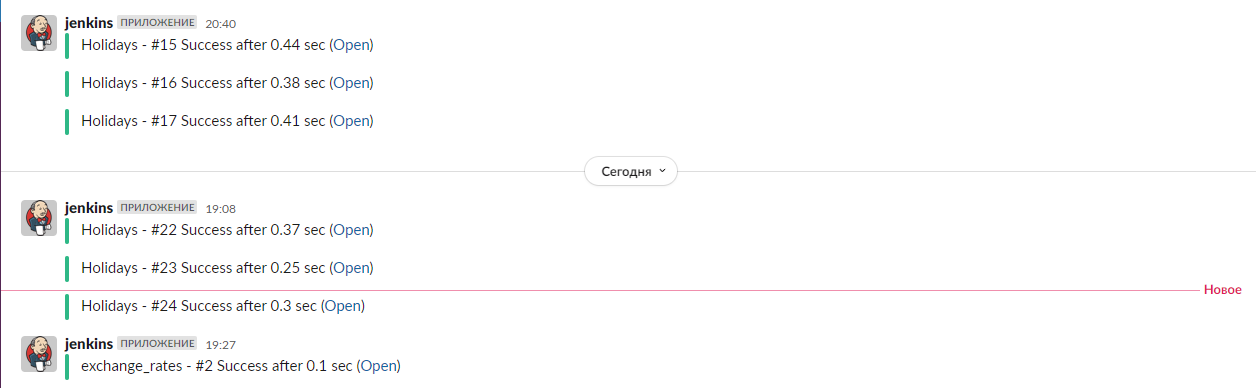 jenkins ПРИЛОЖЕНИЕ 20:40
Holidays - #15 Success after 0.44 sec (Open)
Holidays - #16 Success after 0.38 sec (Open)
Holidays - #17 Success after 0.41 sec (Open)
Сегодня
jenkins ПРИЛОЖЕНИЕ 19:08
Holidays - #22 Success after 0.37 sec (Open)
Holidays - #23 Success after 0.25 sec (Open)
Новое
Holidays - #24 Success after 0.3 sec (Open)
jenkins ПРИЛОЖЕНИЕ 19:27
exchange_rates - #2 Success after 0.1 sec (Open)